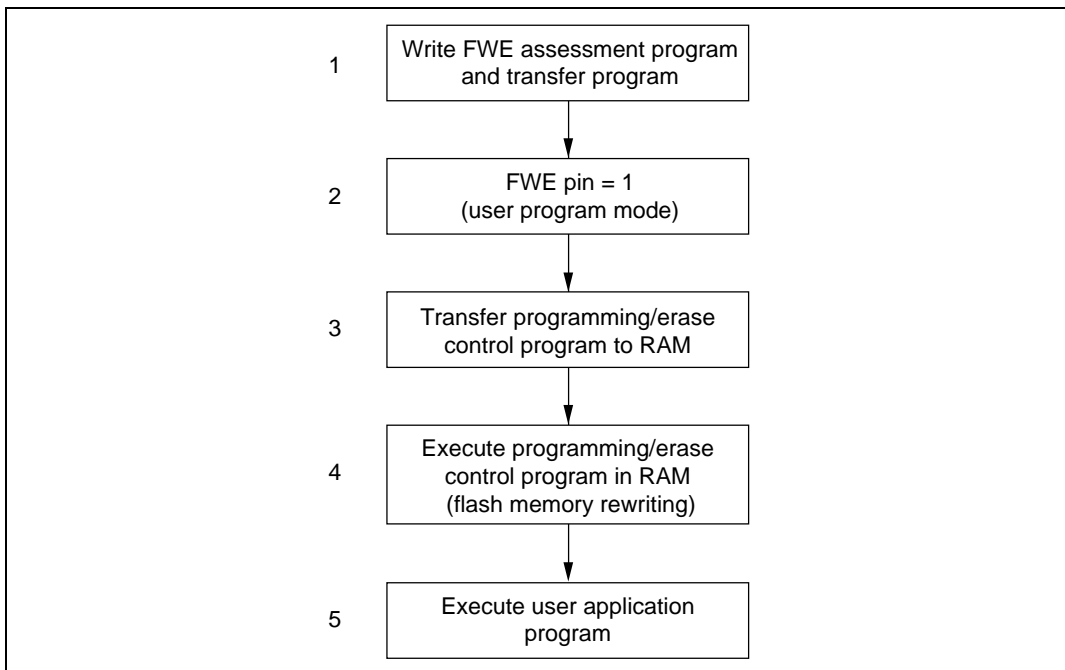 1
Write FWE assessment program
and transfer program
2
FWE pin = 1
(user program mode)
3
Transfer programming/erase
control program to RAM
4
Execute programming/erase
control program in RAM
(flash memory rewriting)
5
Execute user application
program